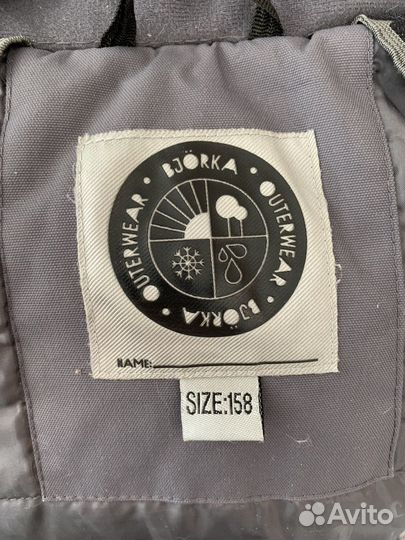 BJÖRKA • OUTERWEAR • BJÖRKA • OUTERWEAR •
NAME:
SIZE:158
Avito